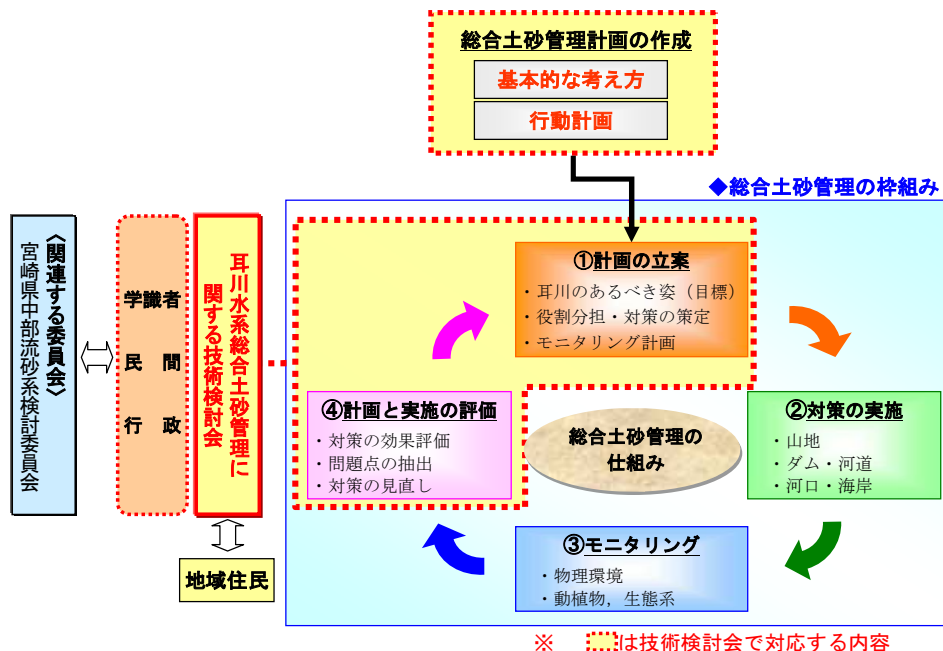 総合土砂管理計画の作成
基本的な考え方
行動計画
◆総合土砂管理の枠組み
〈関連する委員会〉
宮崎県中部流砂系検討委員会
学識者
民間
行政
耳川水系総合土砂管理に
関する技術検討会
地域住民
①計画の立案
・耳川のあるべき姿（目標）
・役割分担・対策の策定
・モニタリング計画
②対策の実施
・山地
・ダム・河道
・河口・海岸
③モニタリング
・物理環境
・動植物，生態系
④計画と実施の評価
・対策の効果評価
・問題点の抽出
・対策の見直し
総合土砂管理の
仕組み
※ は技術検討会で対応する内容